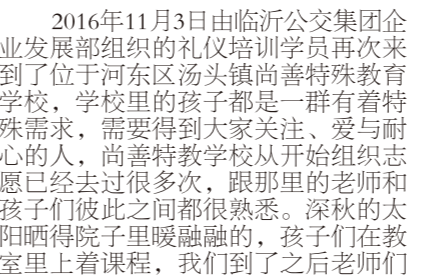 2016年11月3日由临沂公交集团企
业发展部组织的礼仪培训学员再次来
到了位于河东区汤头镇尚善特殊教育
学校，学校里的孩子都是一群有着特
殊需求，需要得到大家关注、爱与耐
心的人，尚善特教学校从开始组织志
愿已经去过很多次，跟那里的老师和
孩子们彼此之间都很熟悉。深秋的太
阳晒得院子里暖融融的，孩子们在教
室里上着课程，我们到了之后老师们